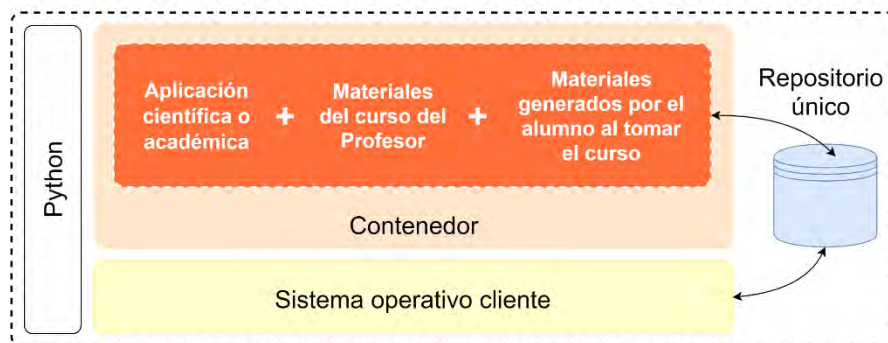 Python
Aplicación
científica o
académica
+
Materiales
del curso del
Profesor
+
Materiales
generados por el
alumno al tomar
el curso
Contenedor
Sistema operativo cliente
Repositorio
único